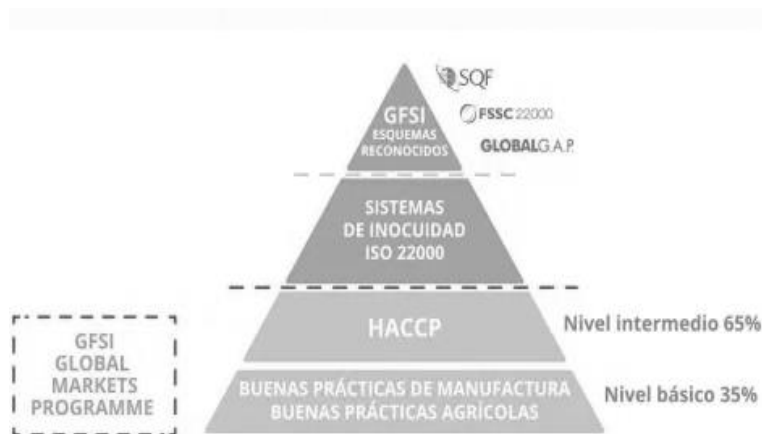 SQF
GFSI
ESQUEMAS
RECONOCIDOS
FSSC 22000
GLOBALG.A.P.
SISTEMAS
DE INOCUIDAD
ISO 22000
HACCP
Nivel intermedio 65%
GFSI
GLOBAL
MARKETS
PROGRAMME
BUENAS PRÁCTICAS DE MANUFACTURA
BUENAS PRÁCTICAS AGRÍCOLAS
Nivel básico 35%